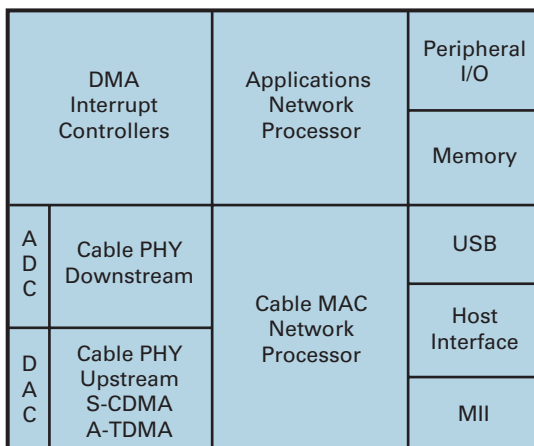 DMA
Interrupt
Controllers
Applications
Network
Processor
Peripheral
I/O
Memory
A
D
C
Cable PHY
Downstream
Cable MAC
Network
Processor
USB
Host
Interface
D
A
C
Cable PHY
Upstream
S-CDMA
A-TDMA
MII